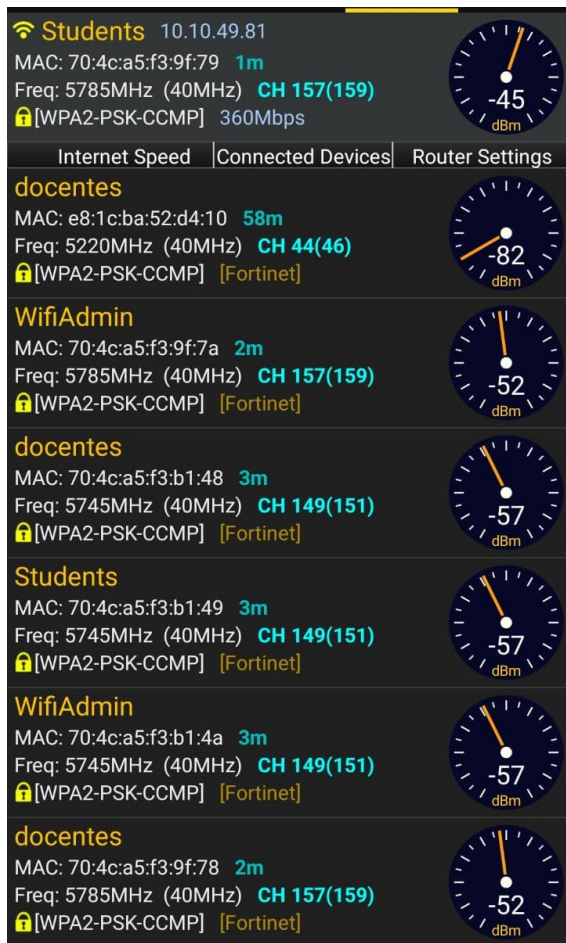 Students 10.10.49.81
MAC: 70:4c:a5:f3:9f:79 1m
Freq: 5785MHz (40MHz) CH 157(159)
[WPA2-PSK-CCMP] 360Mbps
-45
dBm
Internet Speed Connected Devices Router Settings
docentes
MAC: e8:1c:ba:52:d4:10 58m
Freq: 5220MHz (40MHz) CH 44(46)
[WPA2-PSK-CCMP] [Fortinet]
-82
dBm
WifiAdmin
MAC: 70:4c:a5:f3:9f:7a 2m
Freq: 5785MHz (40MHz) CH 157(159)
[WPA2-PSK-CCMP] [Fortinet]
-52
dBm
docentes
MAC: 70:4c:a5:f3:b1:48 3m
Freq: 5745MHz (40MHz) CH 149(151)
[WPA2-PSK-CCMP] [Fortinet]
-57
dBm
Students
MAC: 70:4c:a5:f3:b1:49 3m
Freq: 5745MHz (40MHz) CH 149(151)
[WPA2-PSK-CCMP] [Fortinet]
-57
dBm
WifiAdmin
MAC: 70:4c:a5:f3:b1:4a 3m
Freq: 5745MHz (40MHz) CH 149(151)
[WPA2-PSK-CCMP] [Fortinet]
-57
dBm
docentes
MAC: 70:4c:a5:f3:9f:78 2m
Freq: 5785MHz (40MHz) CH 157(159)
[WPA2-PSK-CCMP] [Fortinet]
-52
dBm